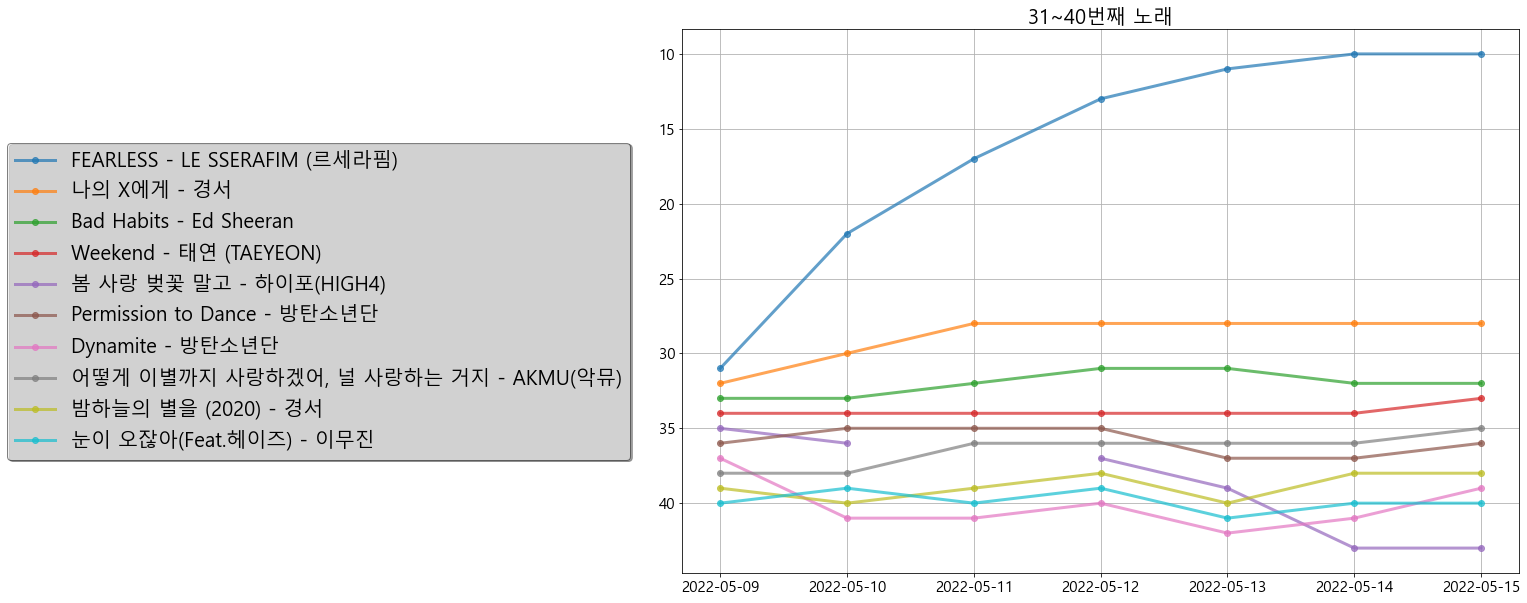 31~40번째 노래
FEARLESS - LE SSERAFIM (르세라핌)
나의 X에게 - 경서
Bad Habits - Ed Sheeran
Weekend - 태연 (TAEYEON)
봄 사랑 벚꽃 말고 - 하이포(HIGH4)
Permission to Dance - 방탄소년단
Dynamite - 방탄소년단
어떻게 이별까지 사랑하겠어, 널 사랑하는 거지 - AKMU(악뮤)
밤하늘의 별을 (2020) - 경서
눈이 오잖아(Feat.헤이즈) - 이무진
10
15
20
25
30
35
40
2022-05-09 2022-05-10 2022-05-11 2022-05-12 2022-05-13 2022-05-14 2022-05-15